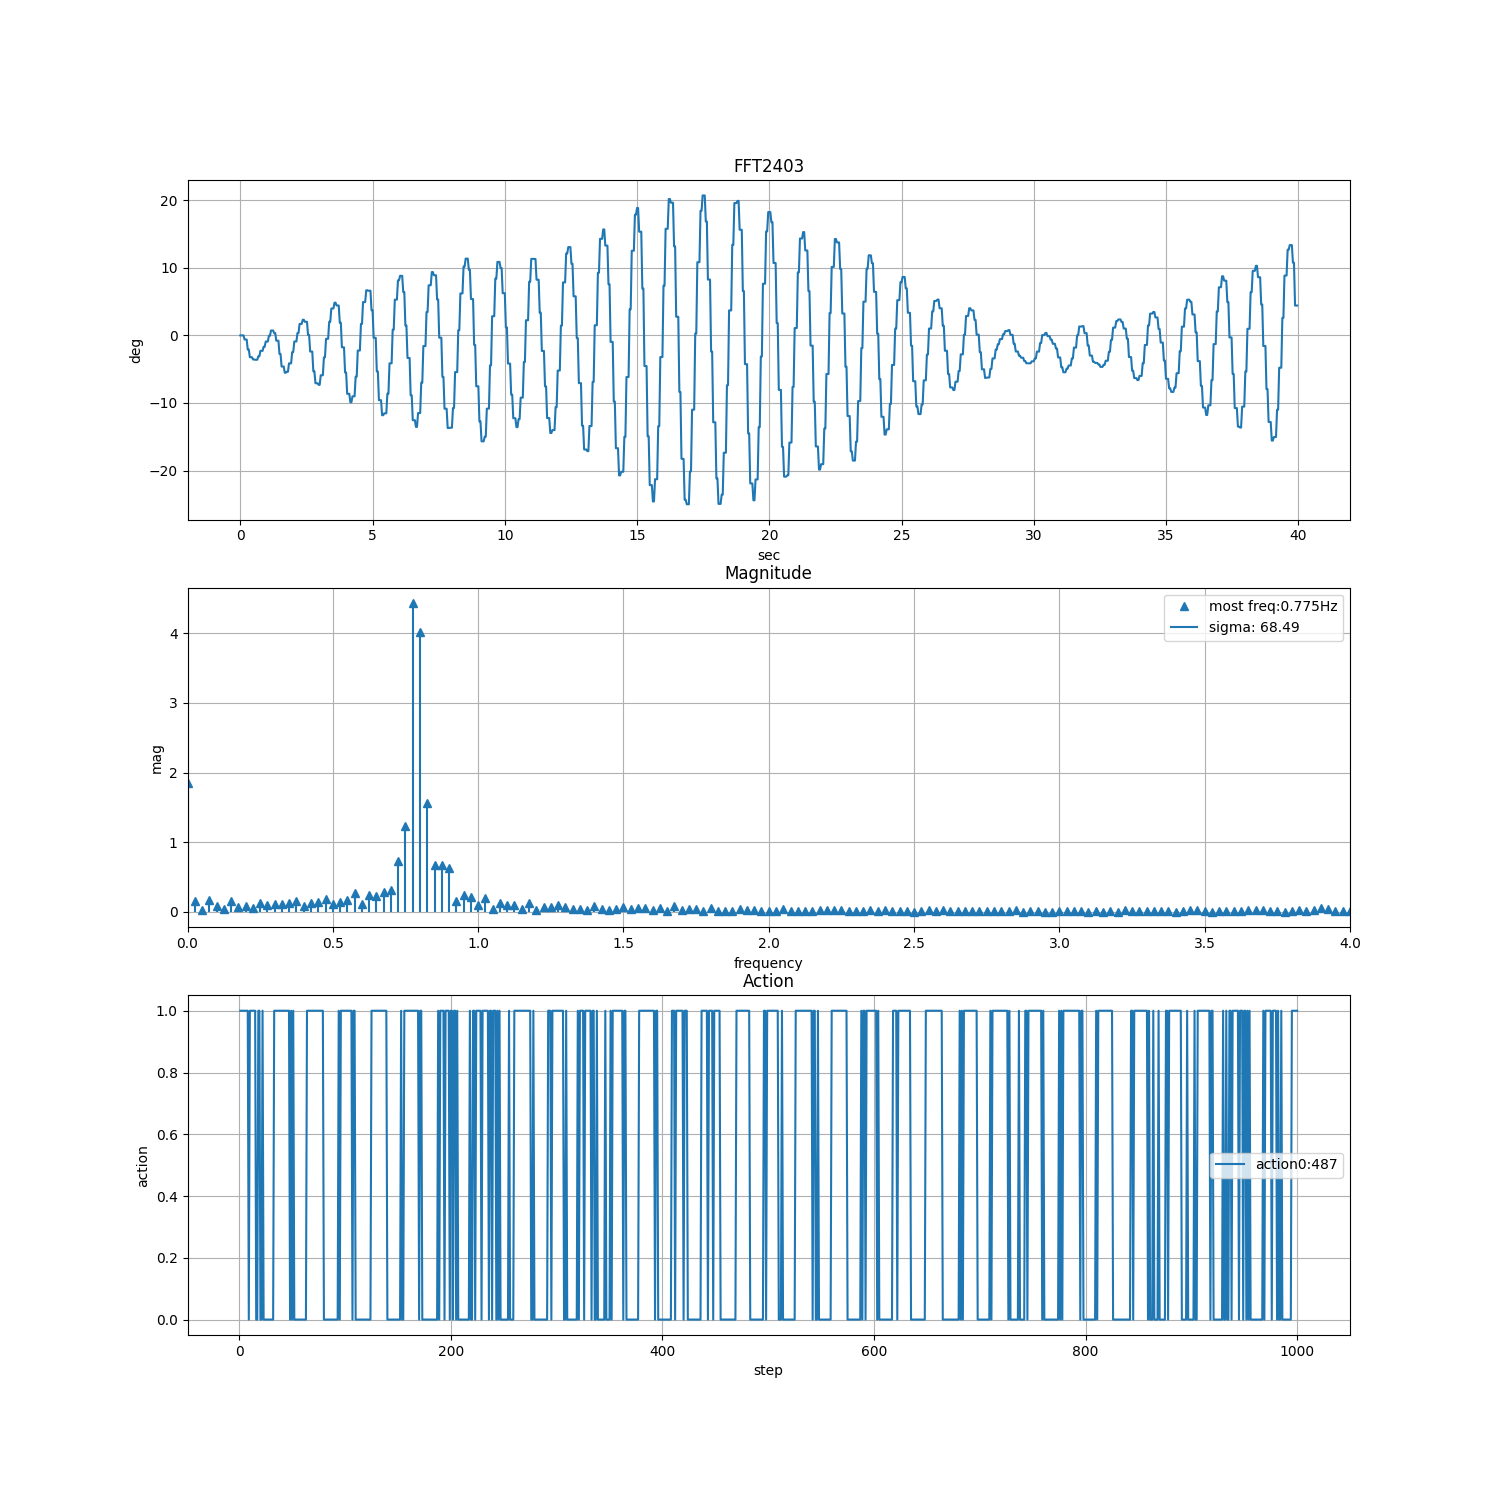 FFT2403
20
10
0
−10
−20
deg
0 5 10 15 20 25 30 35 40
sec
Magnitude
most freq:0.775Hz
sigma: 68.49
4
3
2
1
0
mag
0.0 0.5 1.0 1.5 2.0 2.5 3.0 3.5 4.0
frequency
Action
1.0
0.8
0.6
0.4
0.2
0.0
action
action0:487
0 200 400 600 800 1000
step